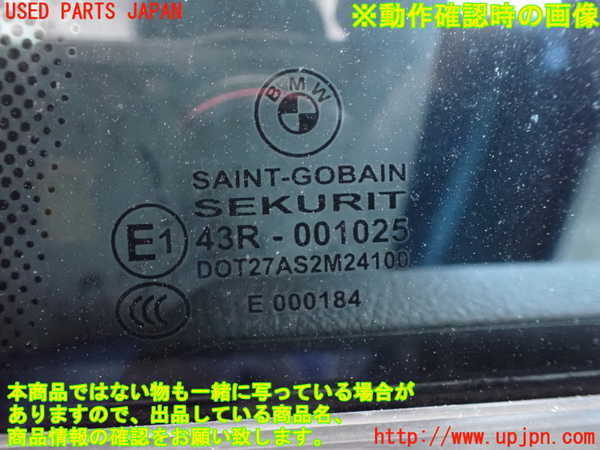 USED PARTS JAPAN
※動作確認時の画像
BMW
SAINT-GOBAIN
SEKURIT
E1 43R - 001025
DOT27AS2M24100
CCC E 000184
本商品ではない物も一緒に写っている場合が
ありますので、出品している商品名、
商品情報の確認をお願い致します。
http://www.upjpn.com/